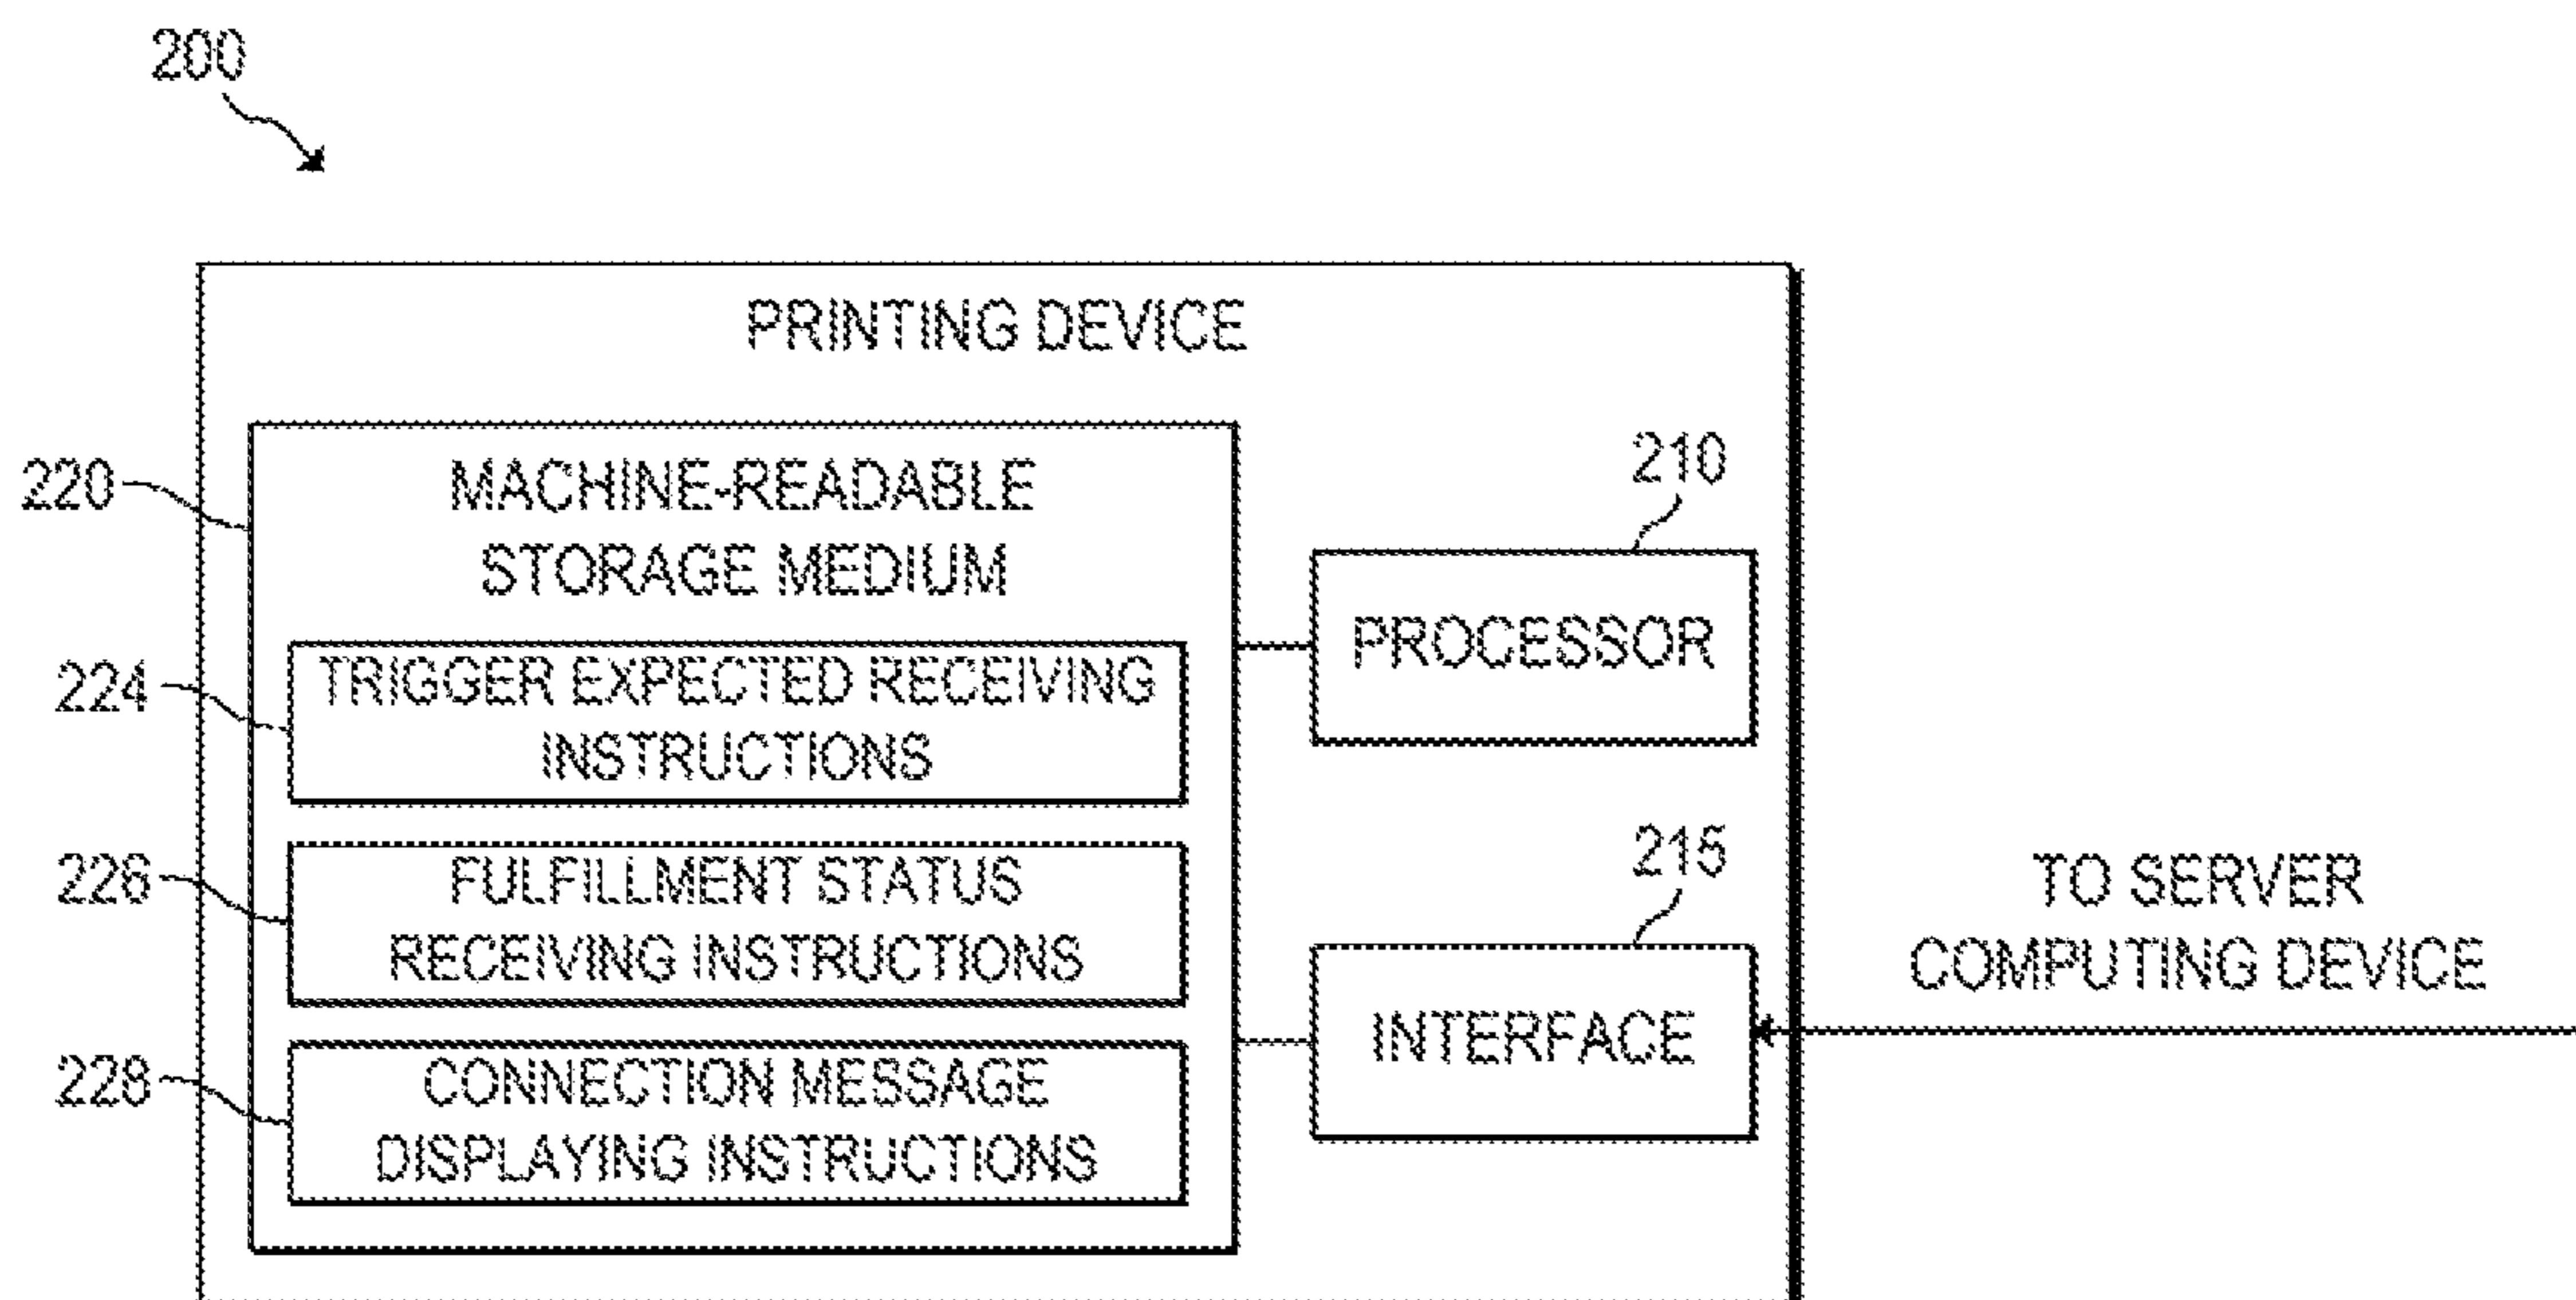 200
PRINTING DEVICE
220
MACHINE-READABLE
STORAGE MEDIUM
224
TRIGGER EXPECTED RECEIVING
INSTRUCTIONS
226
FULFILLMENT STATUS
RECEIVING INSTRUCTIONS
228
CONNECTION MESSAGE
DISPLAYING INSTRUCTIONS
210
PROCESSOR
215
INTERFACE
TO SERVER
COMPUTING DEVICE